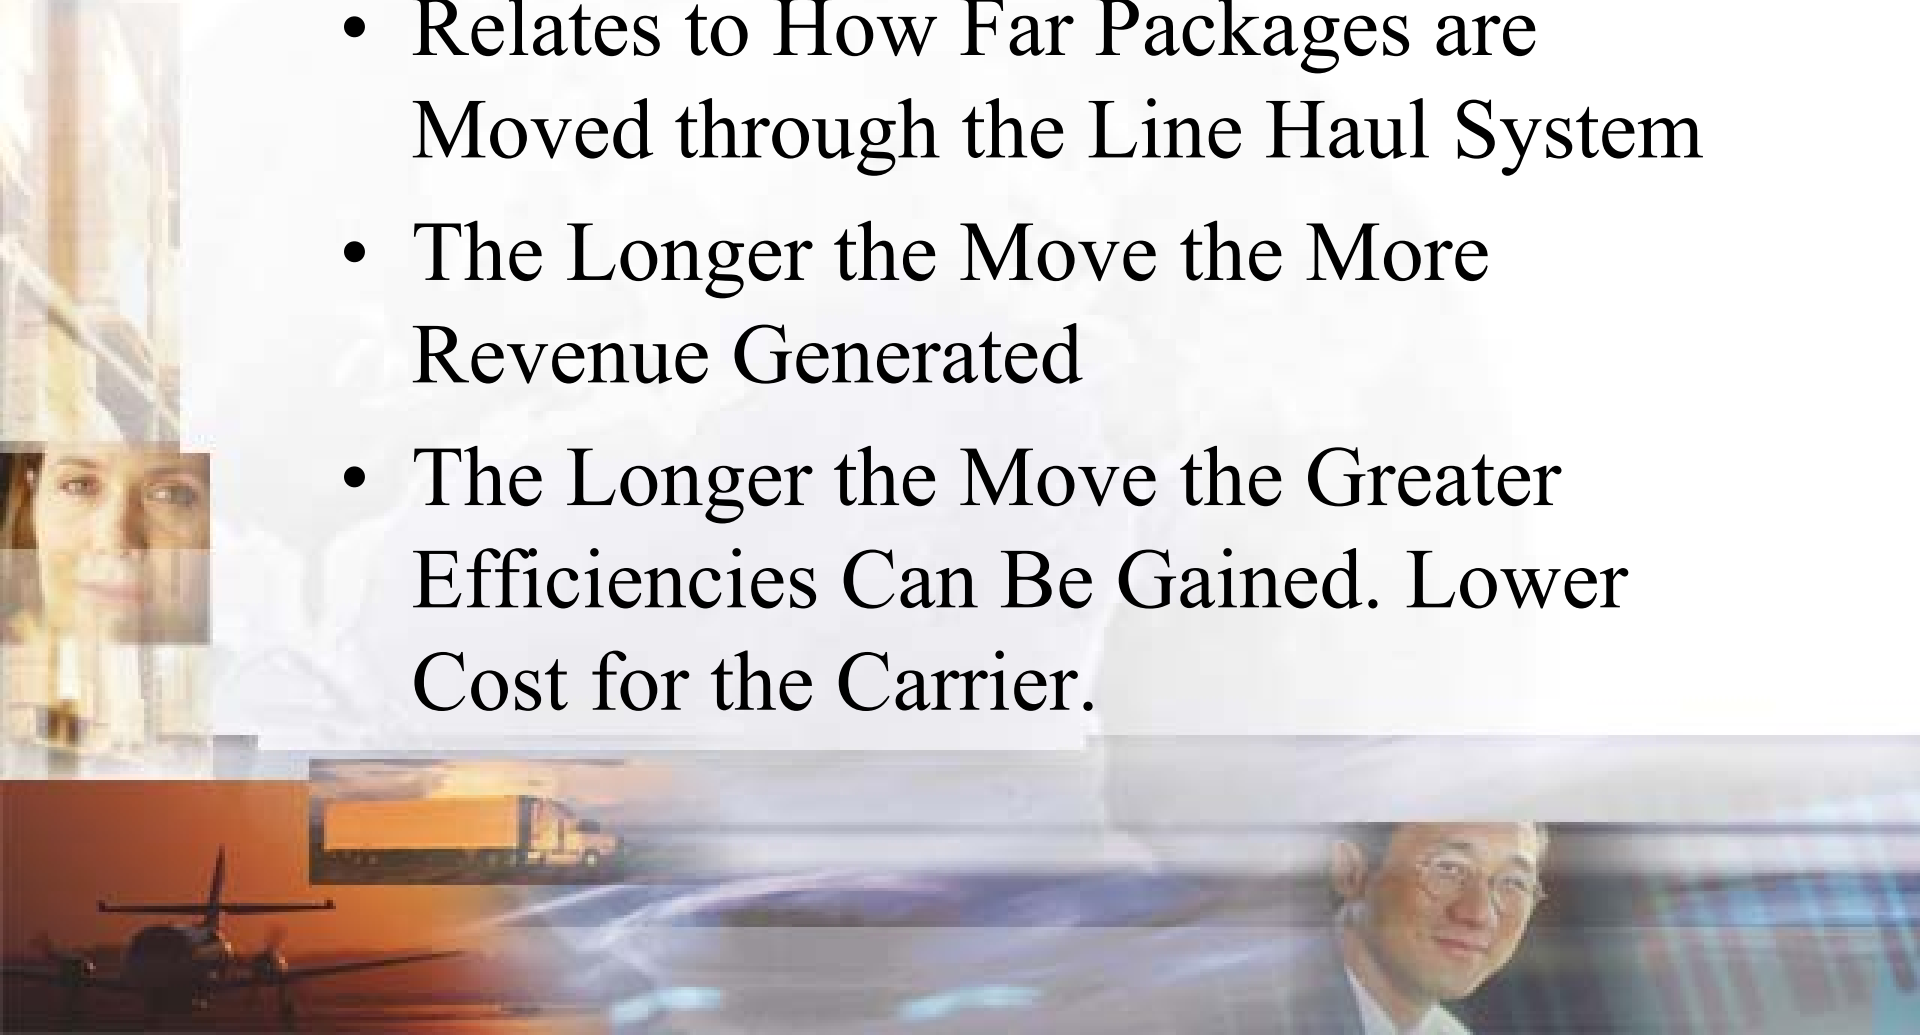 • Relates to How Far Packages are
Moved through the Line Haul System
• The Longer the Move the More
Revenue Generated
• The Longer the Move the Greater
Efficiencies Can Be Gained. Lower
Cost for the Carrier.